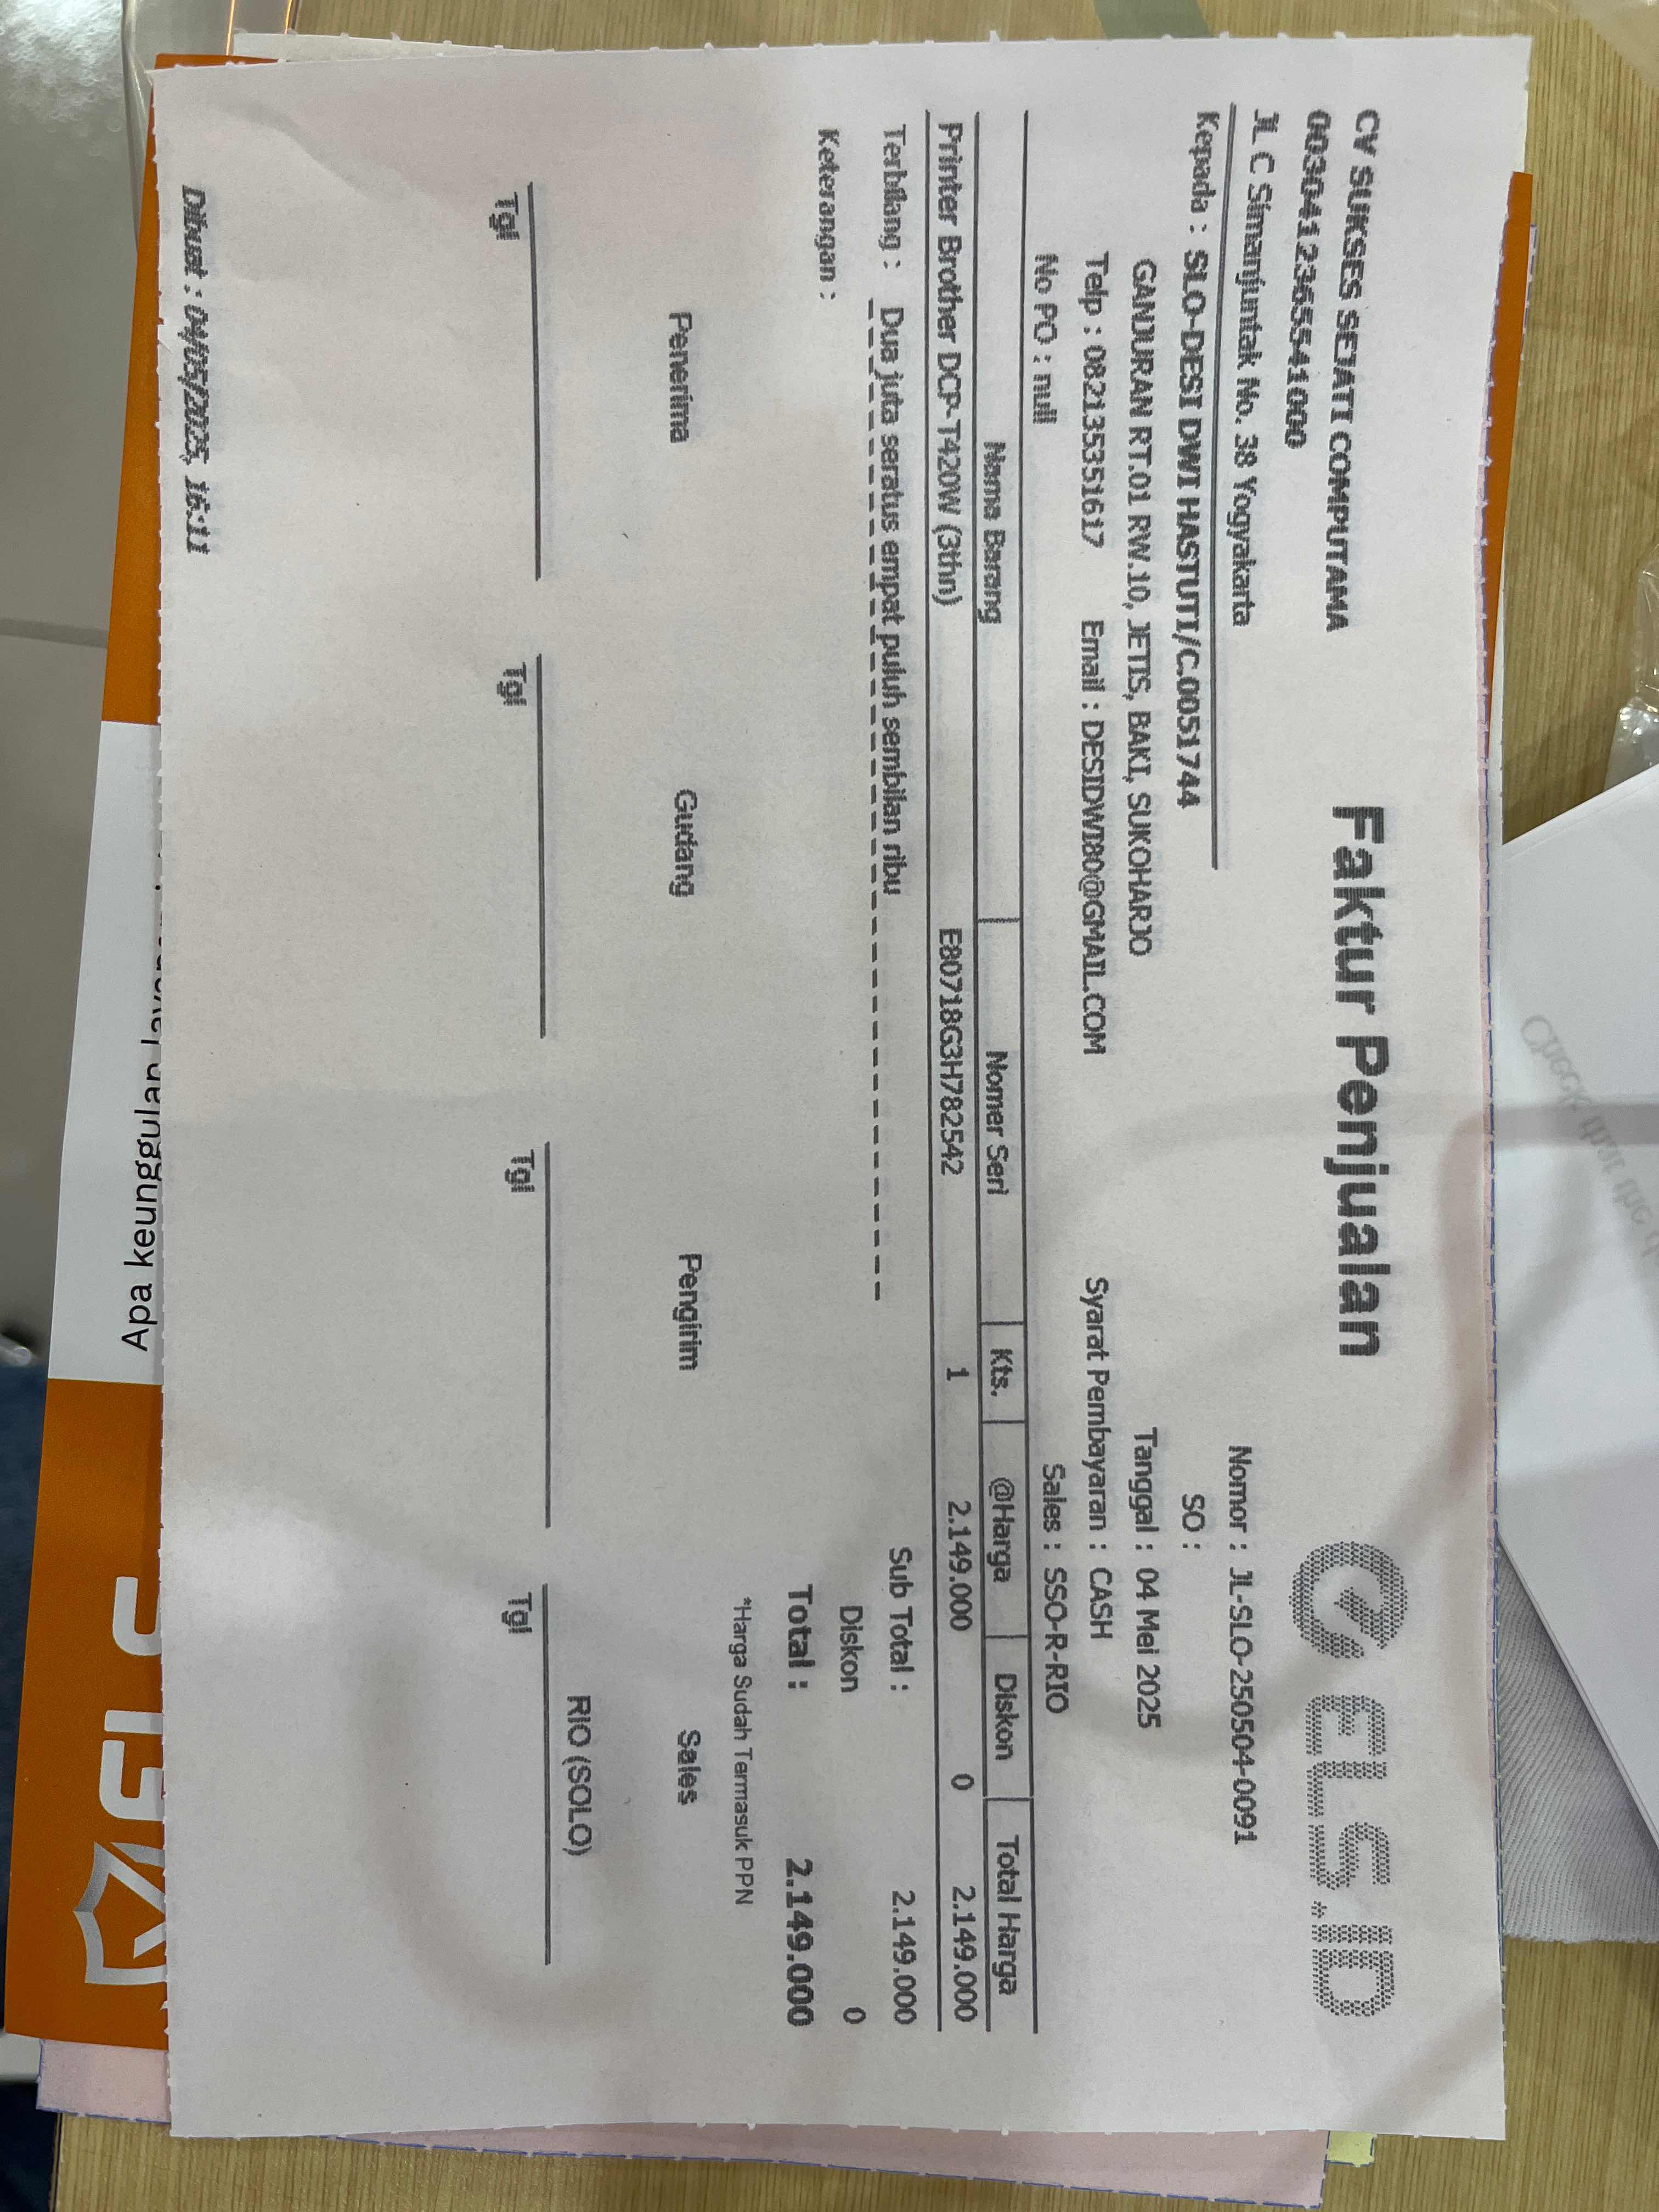 CV SUKSES SEJATI COMPUTAMA
0030412365541000
JL C Simanjuntak No. 38 Yogyakarta
Faktur Penjualan
ELS.ID
Kepada : SLO-DESI DWI HASTUTI/C.0051744
GANDURAN RT.01 RW.10, JETIS, BAKI, SUKOHARJO
Telp : 082135351617 Email : DESIDWI80@GMAIL.COM
No PO : null
Nomor : JL-SLO-250504-0091
SO :
Tanggal : 04 Mei 2025
Syarat Pembayaran : CASH
Sales : SSO-R-RIO
Nama Barang Nomer Seri Kts. @Harga Diskon Total Harga
Printer Brother DCP-T420W (3thn) E80718G3H782542 1 2.149.000 0 2.149.000
Terbilang : Dua juta seratus empat puluh sembilan ribu
Keterangan :
Sub Total : 2.149.000
Diskon 0
Total : 2.149.000
*Harga Sudah Termasuk PPN
Penerima Gudang Pengirim Sales
RIO (SOLO)
Tgl Tgl Tgl Tgl
Dibuat : 04/05/2025, 16:11
Apa keunggulan
Check that the